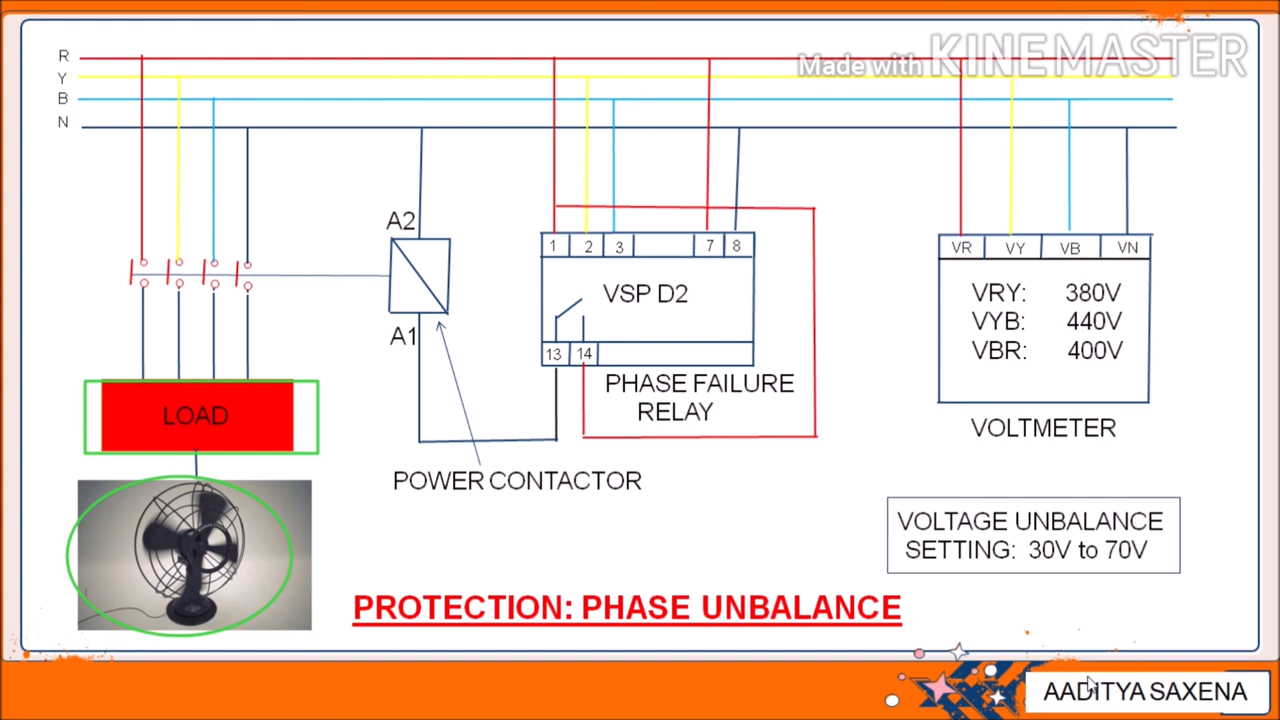 R
Y
B
N
Made with KINEMASTER
A2
A1
1 2 3 7 8
VSP D2
13 14
PHASE FAILURE
RELAY
VR VY VB VN
VRY: 380V
VYB: 440V
VBR: 400V
VOLTMETER
LOAD
POWER CONTACTOR
VOLTAGE UNBALANCE
SETTING: 30V to 70V
PROTECTION: PHASE UNBALANCE
AADITYA SAXENA